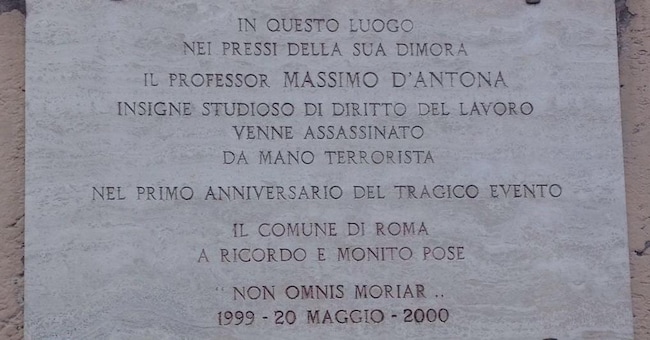 IN QUESTO LUOGO
NEI PRESSI DELLA SUA DIMORA
IL PROFESSOR MASSIMO D'ANTONA
INSIGNE STUDIOSO DI DIRITTO DEL LAVORO
VENNE ASSASSINATO
DA MANO TERRORISTA
NEL PRIMO ANNIVERSARIO DEL TRAGICO EVENTO
IL COMUNE DI ROMA
A RICORDO E MONITO POSE
" NON OMNIS MORIAR ..
1999 - 20 MAGGIO - 2000